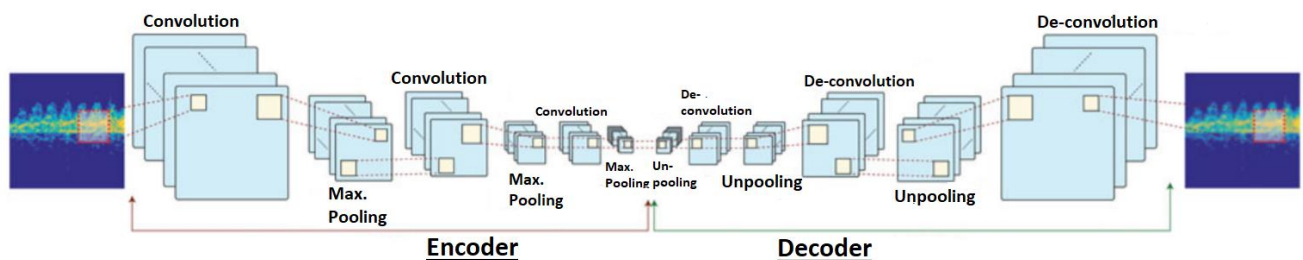 Convolution
De-convolution
Convolution
De-convolution
Convolution
De-
convolution
Max. Pooling
Un-
pooling
Max.
Pooling
Unpooling
Max.
Pooling
Unpooling
Encoder
Decoder